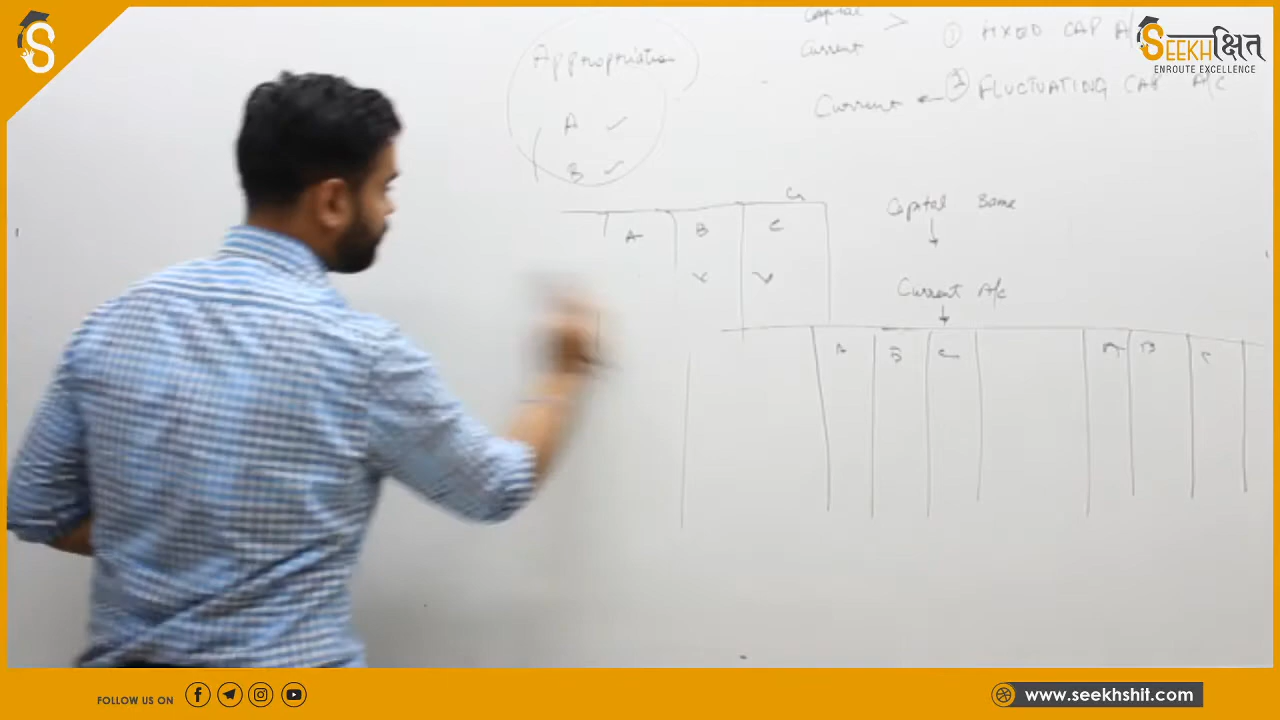 S
SEEKHक्षित
ENROUTE EXCELLENCE
Capital
Current
① FIXED CAP A/
Current ← ② FLUCTUATING CAP A/C
Appropriation
A ✓
B ✓
Cr
A B C
Capital Same
Current A/c
A B C A B C
FOLLOW US ON
www.seekhshit.com